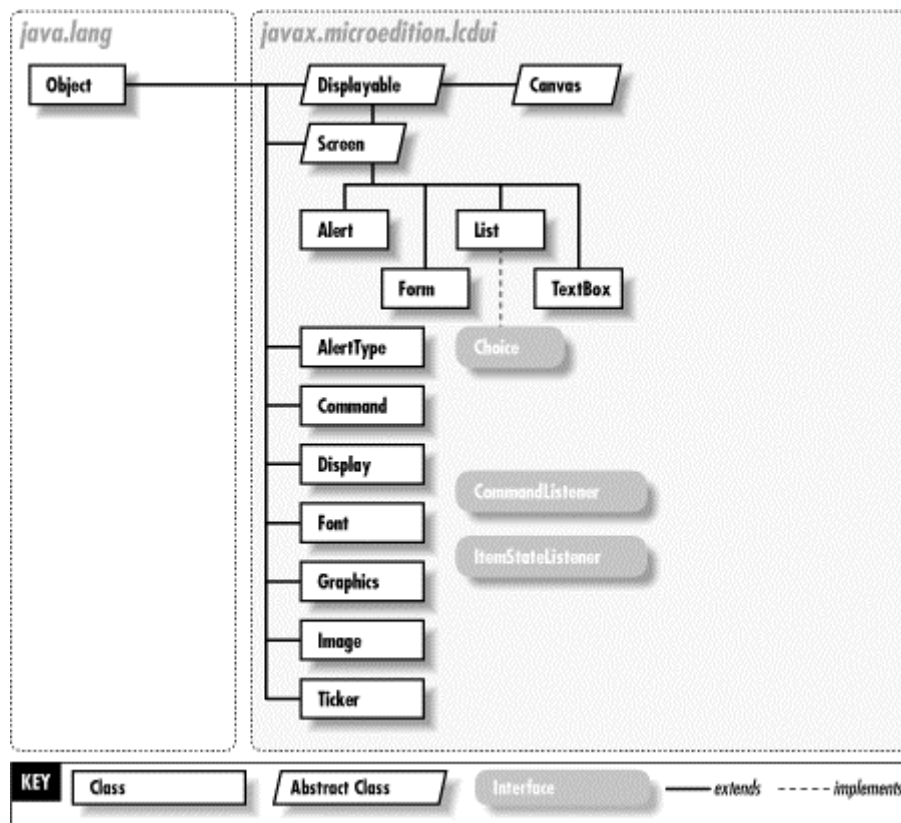 java.lang
javax.microedition.lcdui
Object
Displayable
Canvas
Screen
Alert
List
Form
TextBox
AlertType
Choice
Command
Display
CommandListener
Font
ItemStateListener
Graphics
Image
Ticker
KEY
Class
Abstract Class
Interface
extends
implements